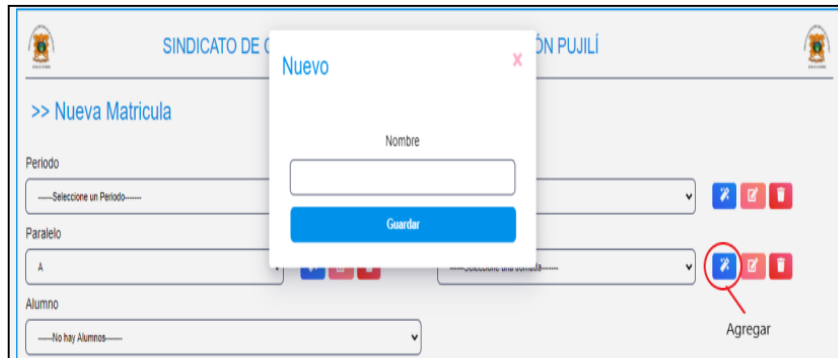 SINDICATO DE
ÓN PUJILÍ
Nuevo
x
>> Nueva Matricula
Nombre
Periodo
-----Seleccione un Periodo-------
Guardar
Paralelo
A
-----Seleccione una Jornada-------
Alumno
-----No hay Alumnos------
Agregar